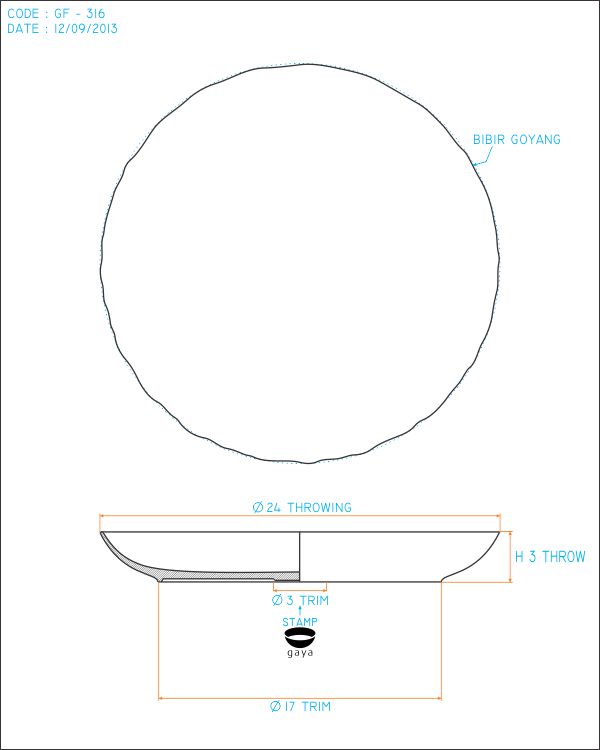 CODE : GF - 316
DATE : 12/09/2013
BIBIR GOYANG
Ø 24 THROWING
H 3 THROW
Ø 3 TRIM
STAMP
gaya
Ø 17 TRIM